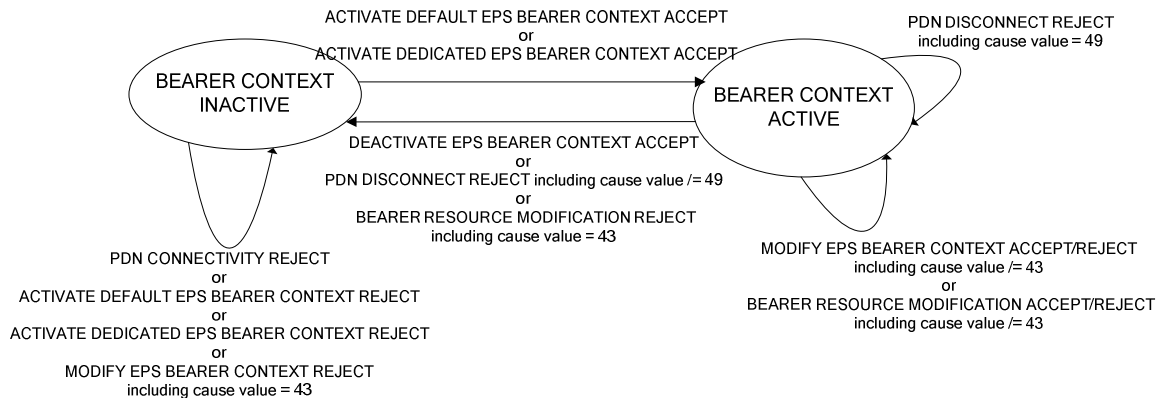 ACTIVATE DEFAULT EPS BEARER CONTEXT ACCEPT
or
ACTIVATE DEDICATED EPS BEARER CONTEXT ACCEPT
PDN DISCONNECT REJECT
including cause value = 49
BEARER CONTEXT
INACTIVE
BEARER CONTEXT
ACTIVE
DEACTIVATE EPS BEARER CONTEXT ACCEPT
or
PDN DISCONNECT REJECT including cause value /= 49
or
BEARER RESOURCE MODIFICATION REJECT
including cause value = 43
PDN CONNECTIVITY REJECT
or
ACTIVATE DEFAULT EPS BEARER CONTEXT REJECT
or
ACTIVATE DEDICATED EPS BEARER CONTEXT REJECT
or
MODIFY EPS BEARER CONTEXT REJECT
including cause value = 43
MODIFY EPS BEARER CONTEXT ACCEPT/REJECT
including cause value /= 43
or
BEARER RESOURCE MODIFICATION ACCEPT/REJECT
including cause value /= 43